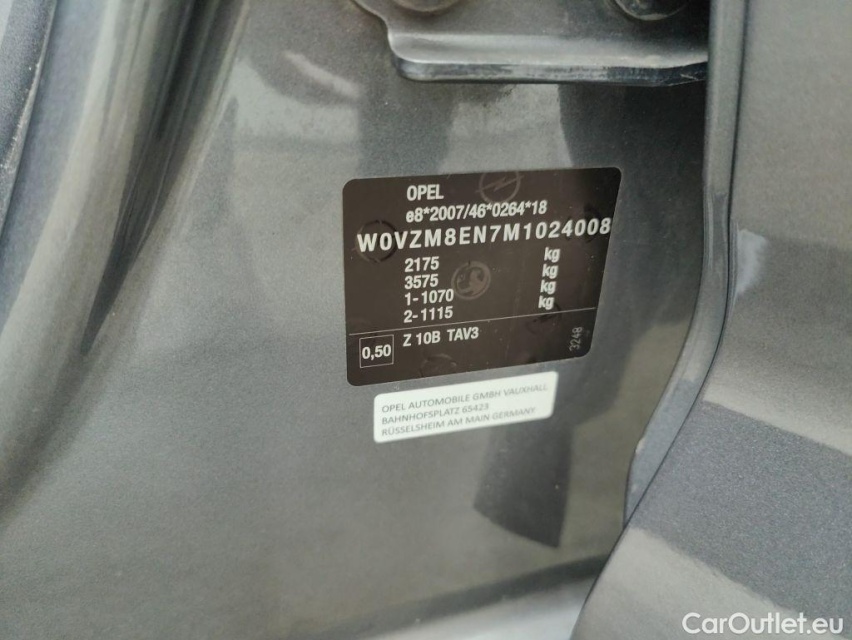 OPEL
e8*2007/46*0264*18
W0VZM8EN7M1024008
2175 kg
3575 kg
1-1070 kg
2-1115 kg
0,50 Z 10B TAV3
3248
OPEL AUTOMOBILE GMBH VAUXHALL
BAHNHOFSPLATZ 65423
RÜSSELSHEIM AM MAIN GERMANY
CarOutlet.eu